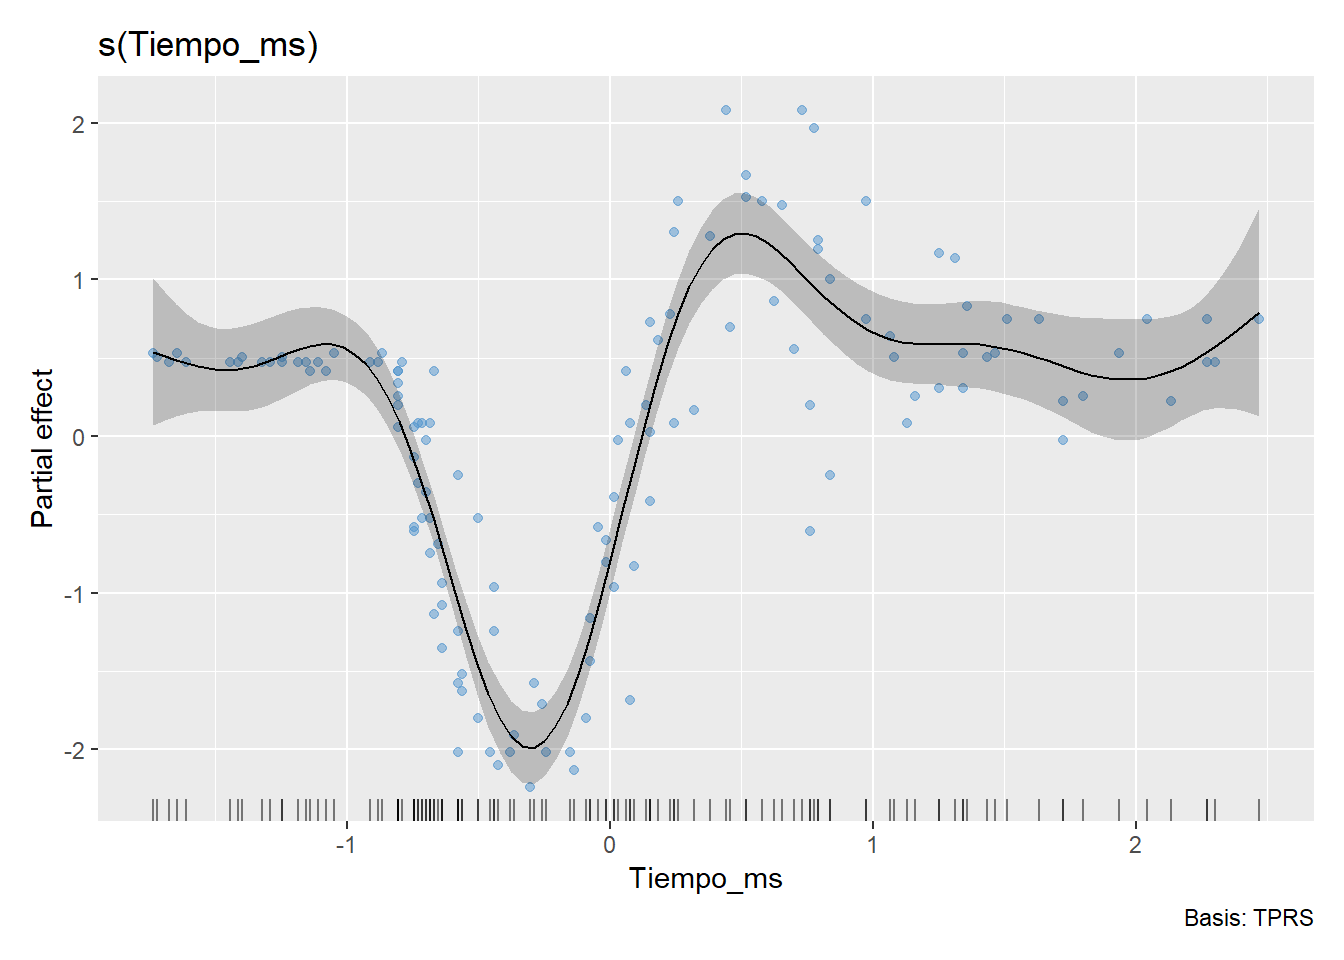 s(Tiempo_ms)
2
1
0
-1
-2
Partial effect
-1 0 1 2
Tiempo_ms
Basis: TPRS